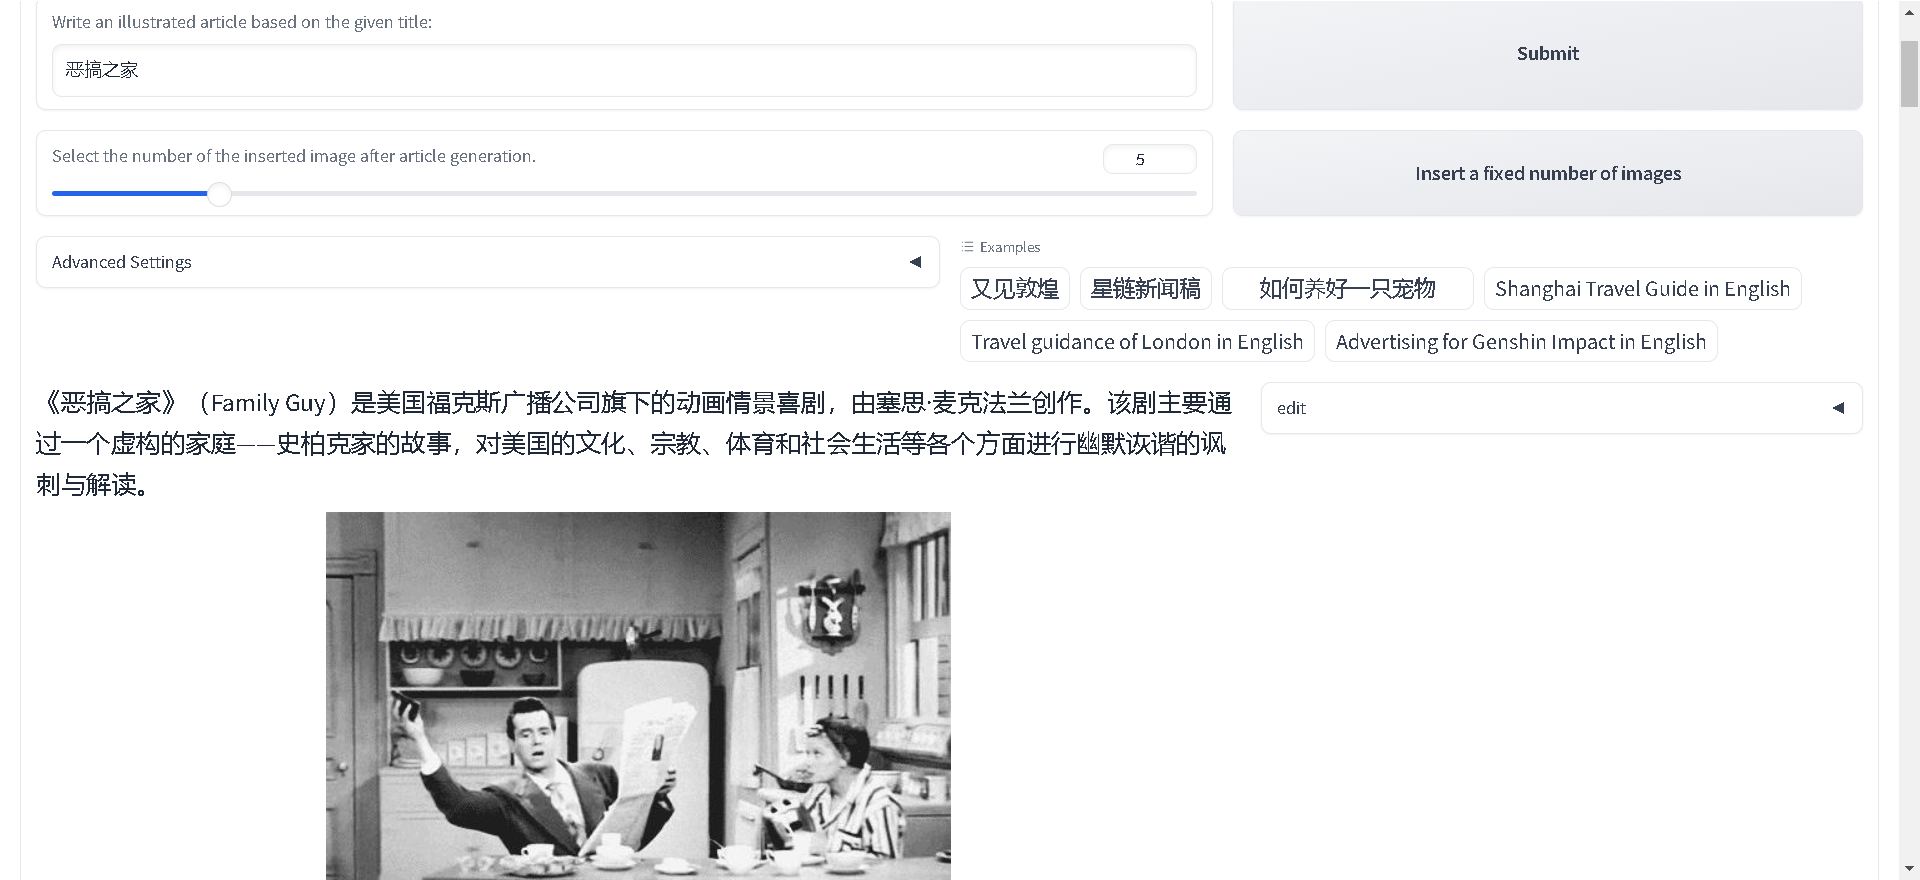 Write an illustrated article based on the given title:
恶搞之家
Submit
Select the number of the inserted image after article generation.
5
Insert a fixed number of images
Advanced Settings
Examples
又见敦煌
星链新闻稿
如何养好一只宠物
Shanghai Travel Guide in English
Travel guidance of London in English
Advertising for Genshin Impact in English
《恶搞之家》（Family Guy）是美国福克斯广播公司旗下的动画情景喜剧，由塞思·麦克法兰创作。该剧主要通
过一个虚构的家庭——史柏克家的故事，对美国的文化、宗教、体育和社会生活等各个方面进行幽默诙谐的讽
刺与解读。
edit